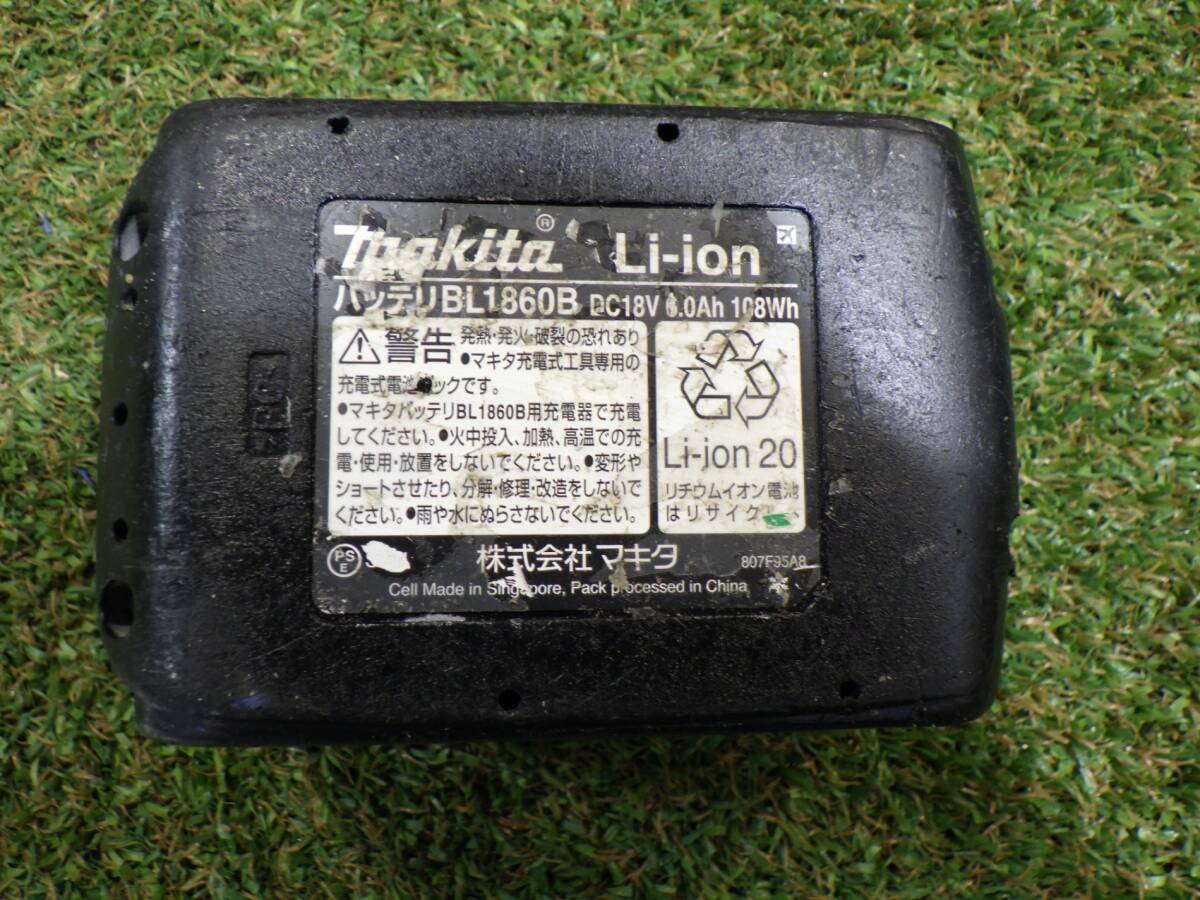 Makita® Li-ion
バッテリBL1860B DC18V 6.0Ah 108Wh
警告 発熱・発火・破裂の恐れあり
●マキタ充電式工具専用の
充電式電池パックです。
●マキタバッテリBL1860B用充電器で充電
してください。●火中投入、加熱、高温での充
電・使用・放置をしないでください。●変形や
ショートさせたり、分解・修理・改造をしないで
ください。●雨や水にぬらさないでください。
Li-ion 20
リチウムイオン電池
はリサイクル
PS
E
株式会社マキタ
807F95A8
Cell Made in Singapore, Pack processed in China